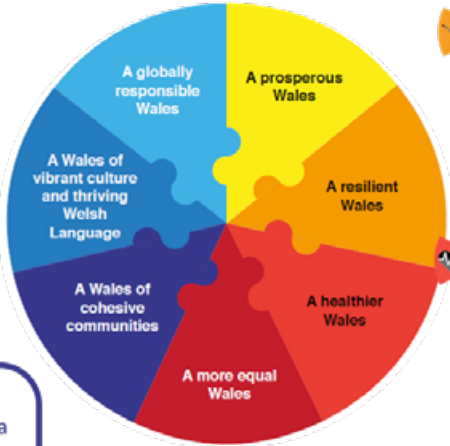 A globally
responsible
Wales
A prosperous
Wales
A resilient
Wales
A healthier
Wales
A more equal
Wales
A Wales of
cohesive
communities
A Wales of
vibrant culture
and thriving
Welsh
Language
a